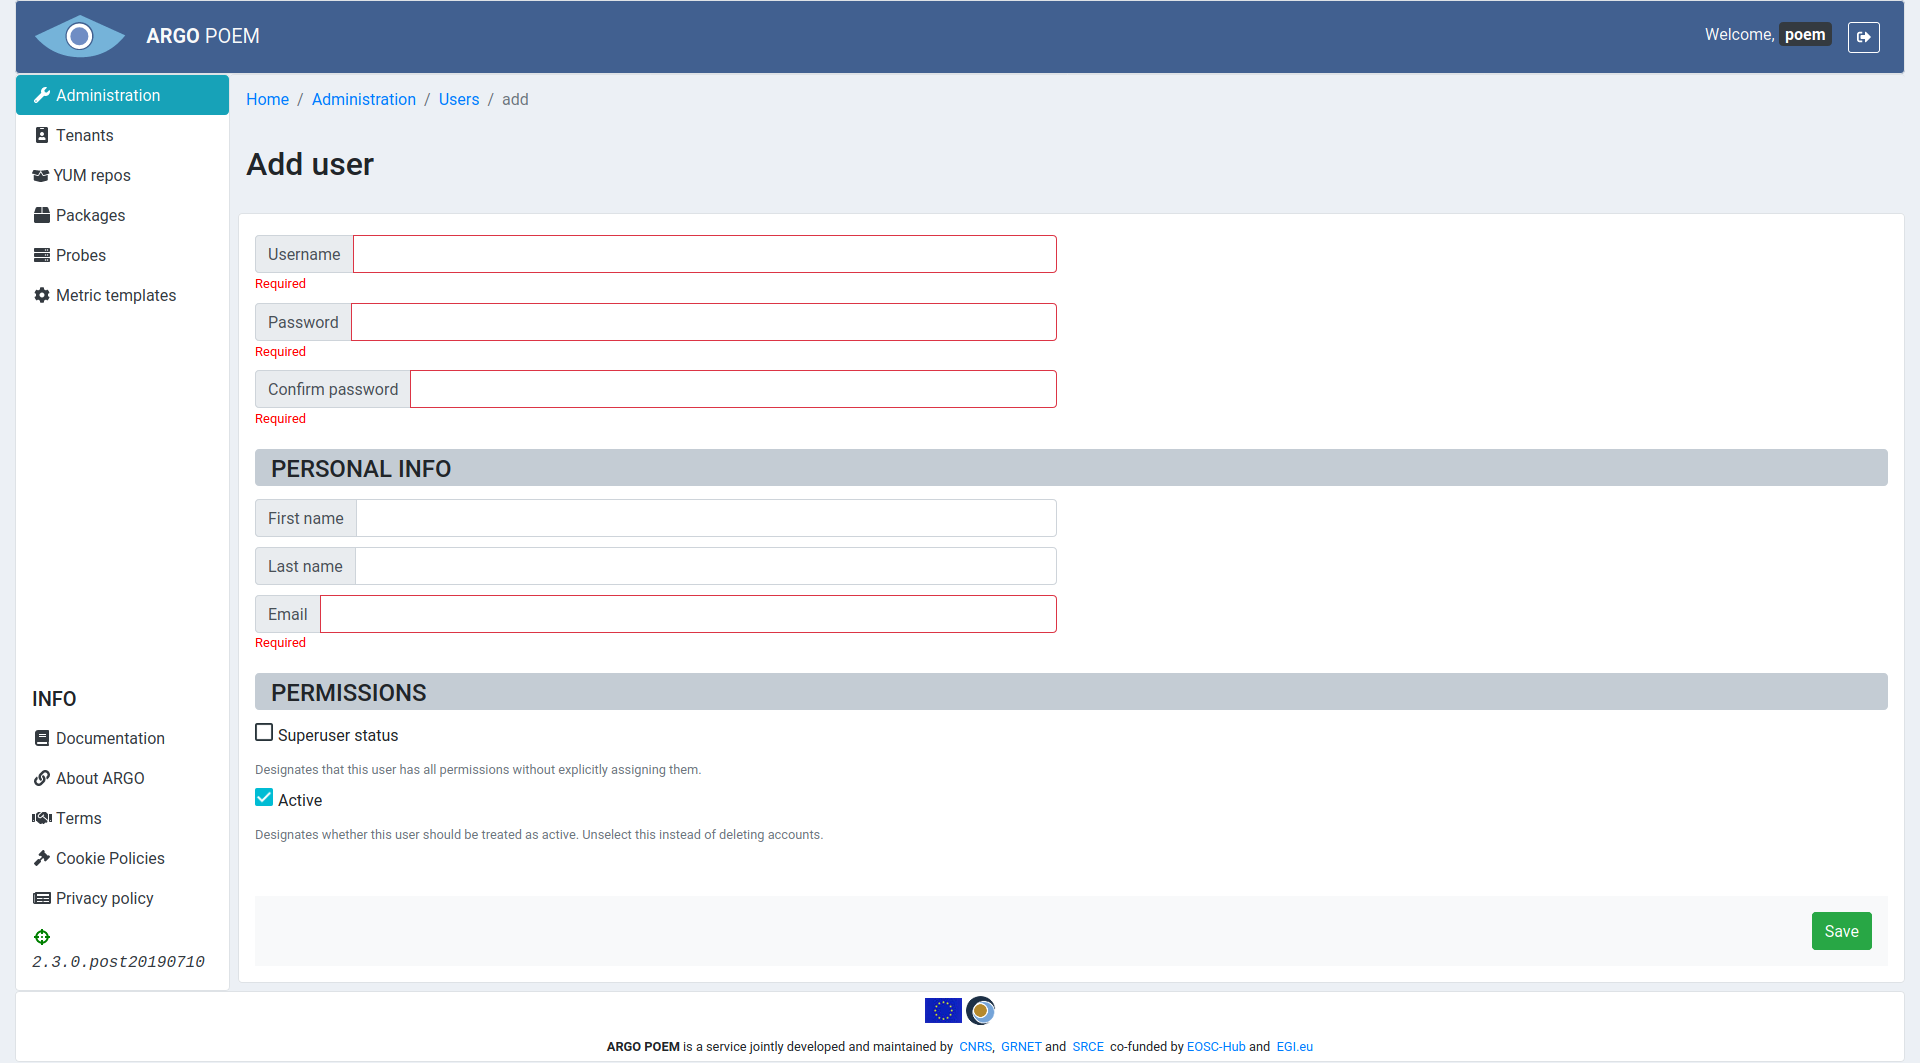 ARGO POEM
Welcome, poem
Administration
Tenants
YUM repos
Packages
Probes
Metric templates
INFO
Documentation
About ARGO
Terms
Cookie Policies
Privacy policy
2.3.0.post20190710
Home / Administration / Users / add
Add user
Username
Required
Password
Required
Confirm password
Required
PERSONAL INFO
First name
Last name
Email
Required
PERMISSIONS
Superuser status
Designates that this user has all permissions without explicitly assigning them.
Active
Designates whether this user should be treated as active. Unselect this instead of deleting accounts.
Save
ARGO POEM is a service jointly developed and maintained by CNRS, GRNET and SRCE co-funded by EOSC-Hub and EGI.eu